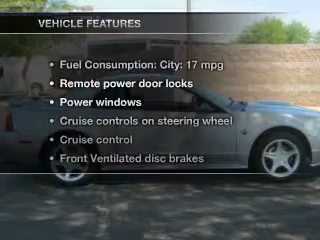 VEHICLE FEATURES
• Fuel Consumption: City: 17 mpg
• Remote power door locks
• Power windows
• Cruise controls on steering wheel
• Cruise control
• Front Ventilated disc brakes